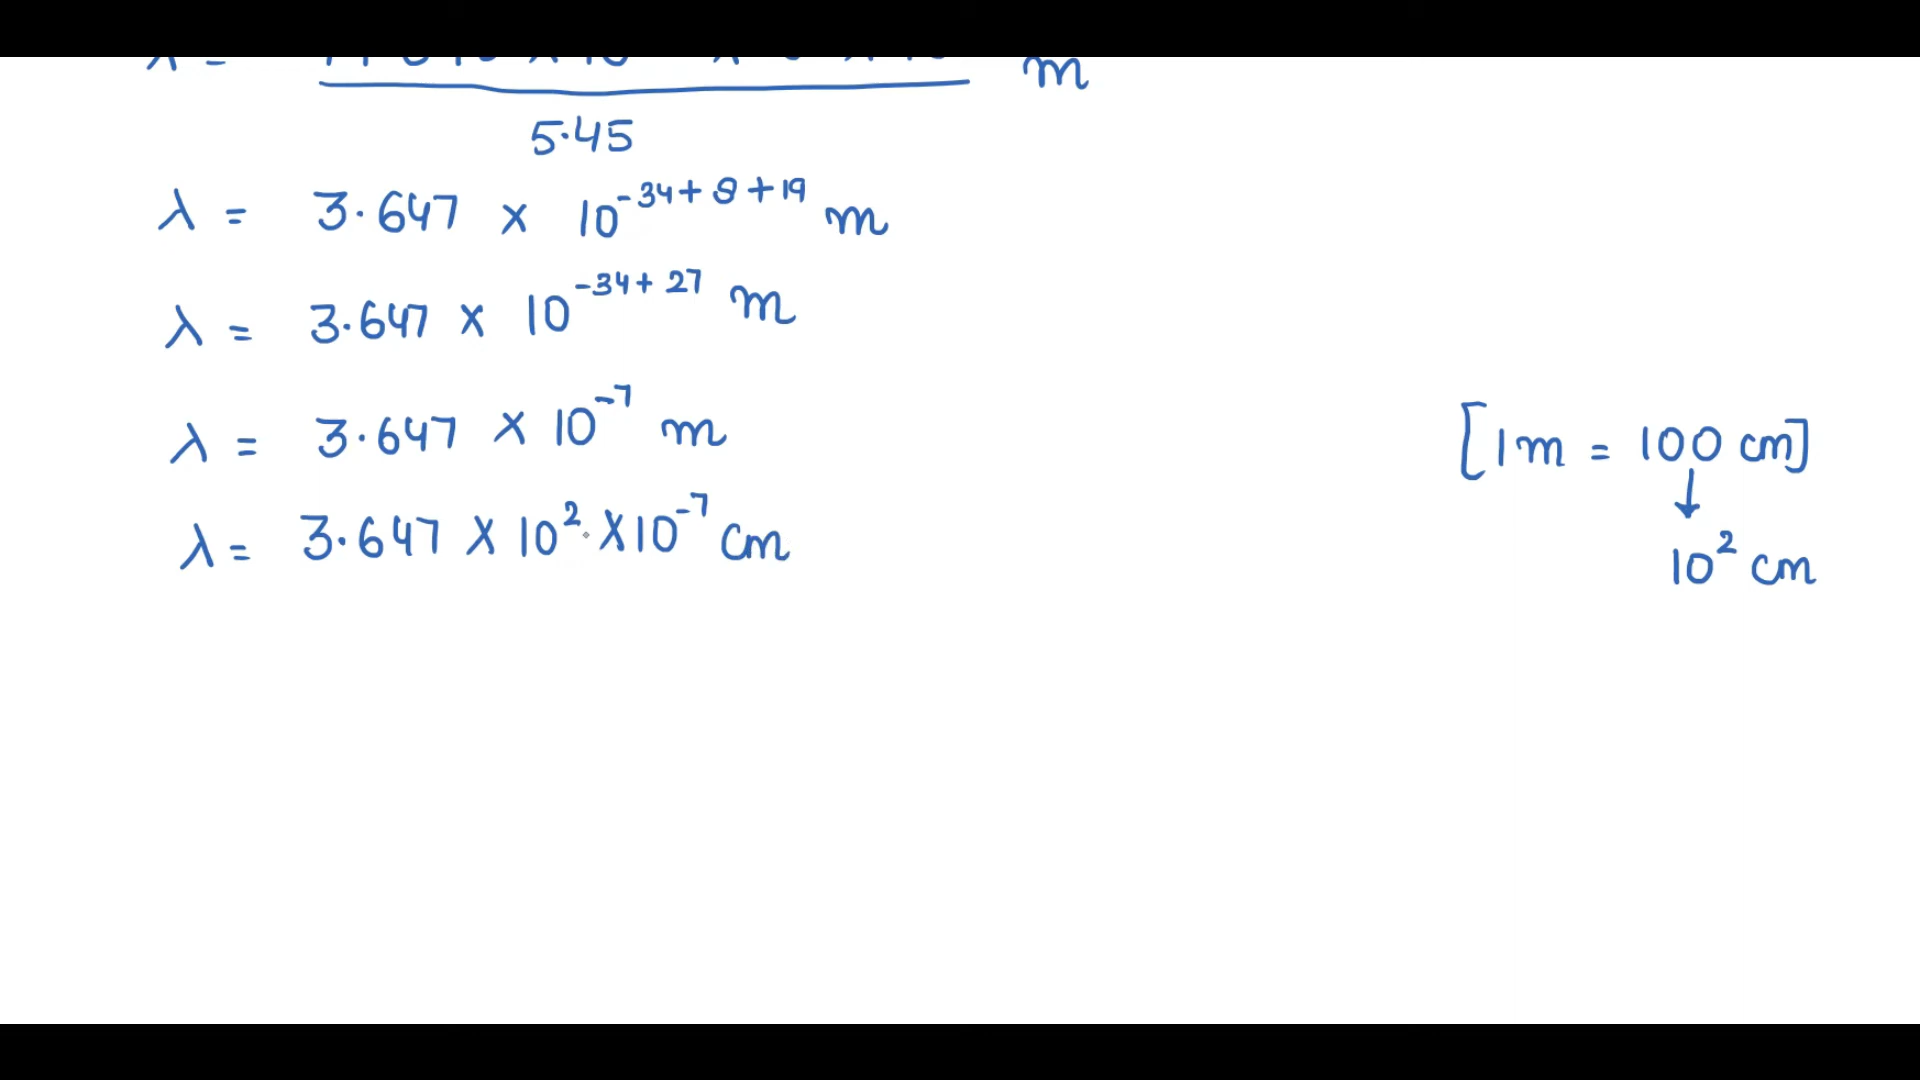 λ = m
5.45
λ = 3.647 × 10^-34+8+19 m
λ = 3.647 × 10^-34+27 m
λ = 3.647 × 10^-7 m
[1m = 100 cm]
↓
λ = 3.647 × 10^2 × 10^-7 cm
10^2 cm